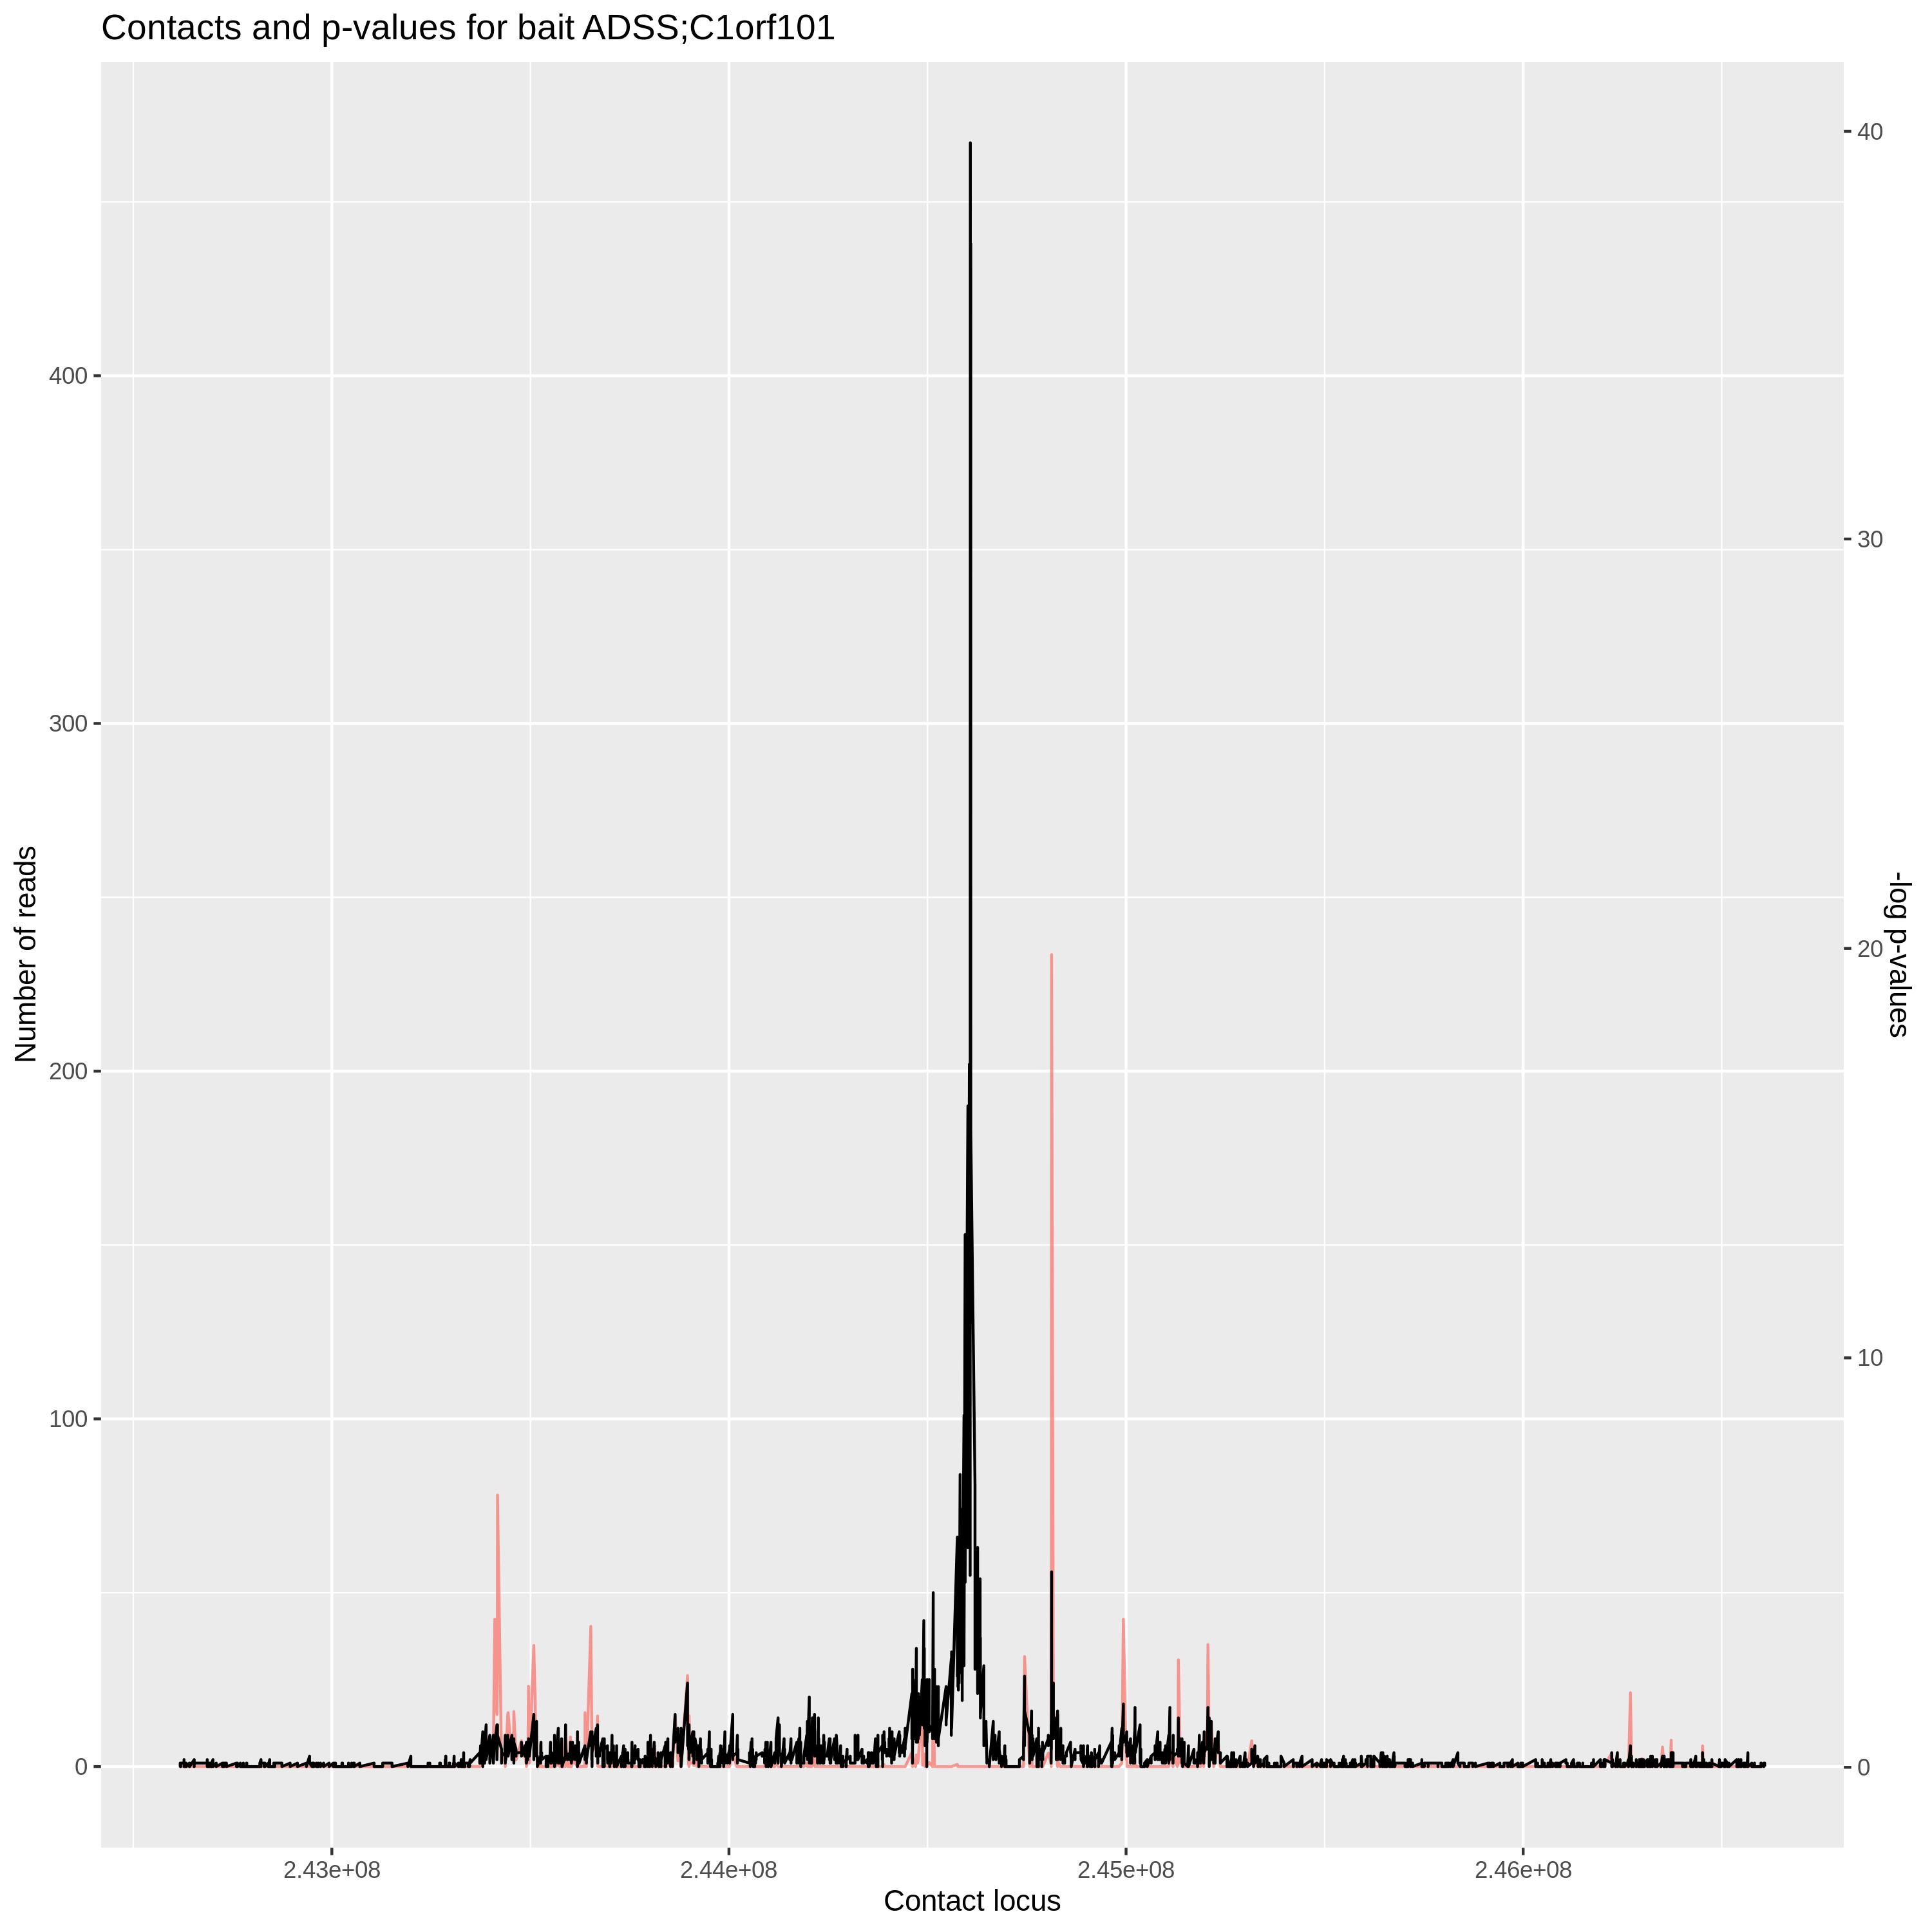 Contacts and p-values for bait ADSS;C1orf101
Number of reads
400
300
200
100
0
40
30
20
10
0
-log p-values
2.43e+08
2.44e+08
2.45e+08
2.46e+08
Contact locus